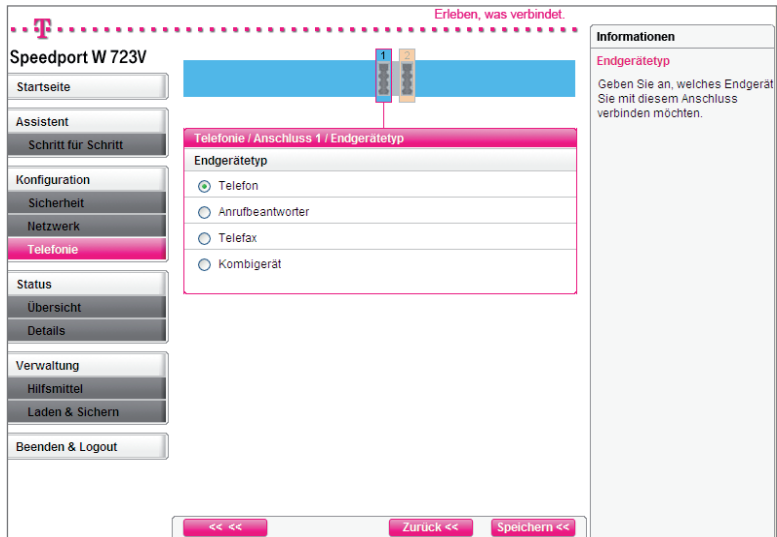 Erleben, was verbindet.
T
Speedport W 723V
Startseite
Assistent
Schritt für Schritt
Konfiguration
Sicherheit
Netzwerk
Telefonie
Status
Übersicht
Details
Verwaltung
Hilfsmittel
Laden & Sichern
Beenden & Logout
1 2
Telefonie / Anschluss 1 / Endgerätetyp
Endgerätetyp
Telefon
Anrufbeantworter
Telefax
Kombigerät
<< <<
Zurück <<
Speichern <<
Informationen
Endgerätetyp
Geben Sie an, welches Endgerät
Sie mit diesem Anschluss
verbinden möchten.